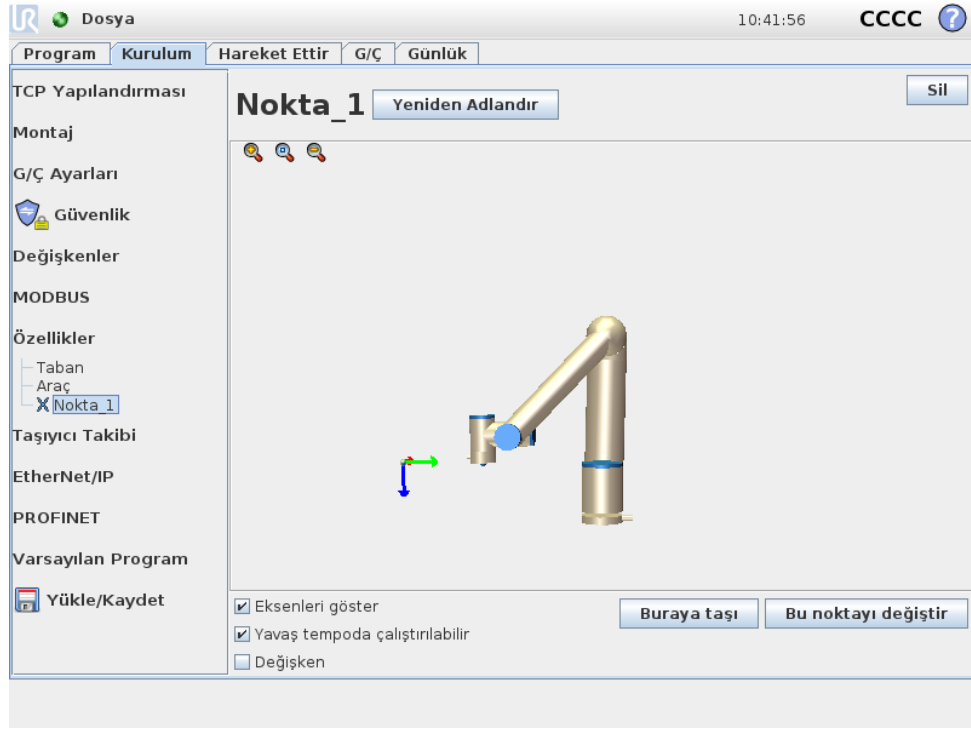 UR Dosya 10:41:56 CCCC ?
Program Kurulum Hareket Ettir G/Ç Günlük
TCP Yapılandırması
Montaj
G/Ç Ayarları
Güvenlik
Değişkenler
MODBUS
Özellikler
Taban
Araç
Nokta_1
Taşıyıcı Takibi
EtherNet/IP
PROFINET
Varsayılan Program
Yükle/Kaydet
Nokta_1 Yeniden Adlandır Sil
Eksenleri göster
Yavaş tempoda çalıştırılabilir
Değişken
Buraya taşı Bu noktayı değiştir